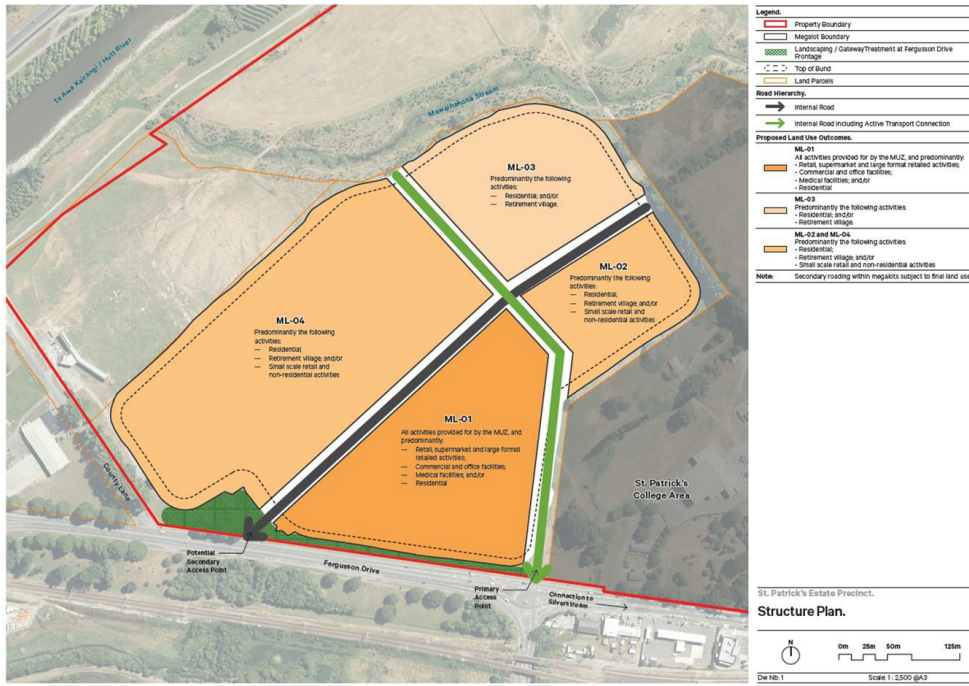 Te Awa Kairangi / Hutt River
Mawaihakona Stream
ML-03
Predominantly the following
activities:
— Residential; and/or
— Retirement village.
ML-02
Predominantly the following
activities:
— Residential;
— Retirement village; and/or
— Small scale retail and
non-residential activities
ML-04
Predominantly the following
activities:
— Residential;
— Retirement village; and/or
— Small scale retail and
non-residential activities
ML-01
All activities provided for by the MUZ, and
predominantly:
— Retail, supermarket and large format
retailed activities;
— Commercial and office facilities;
— Medical facilities; and/or
— Residential
St. Patrick's
College Area
County Lane
Potential
Secondary
Access Point
Fergusson Drive
Primary
Access
Point
Connection to
Silverstream
Legend.
Property Boundary
Megalot Boundary
Landscaping / GatewayTreatment at Fergusson Drive
Frontage
Top of Bund
Land Parcels
Road Hierarchy.
Internal Road
Internal Road including Active Transport Connection
Proposed Land Use Outcomes.
ML-01
All activities provided for by the MUZ, and predominantly:
- Retail, supermarket and large format retailed activities;
- Commercial and office facilities;
- Medical facilities; and/or
- Residential
ML-03
Predominantly the following activities:
- Residential; and/or
- Retirement village.
ML-02 and ML-04
Predominantly the following activities:
- Residential;
- Retirement village; and/or
- Small scale retail and non-residential activities
Note: Secondary roading within megalots subject to final land use
St. Patrick's Estate Precinct.
Structure Plan.
N
0m 25m 50m 125m
Dw Nb: 1 Scale 1 : 2,500 @A3